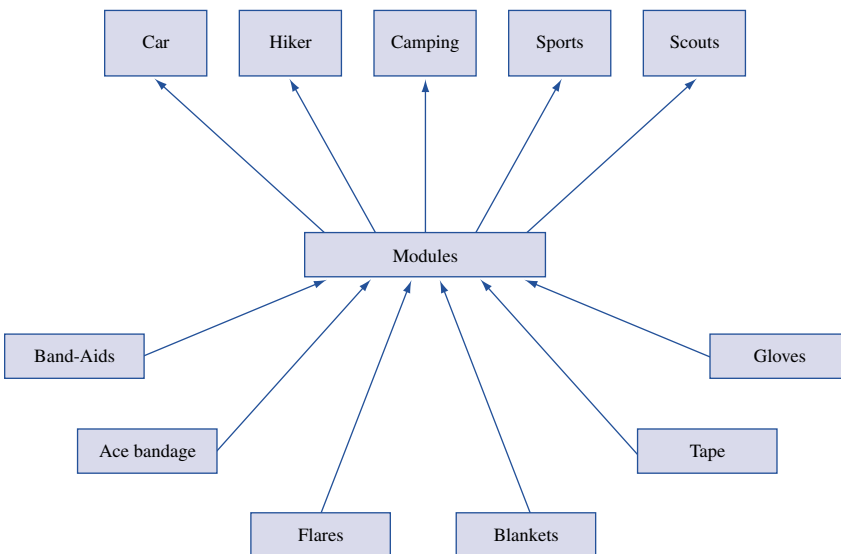 Car
Hiker
Camping
Sports
Scouts
Modules
Band-Aids
Gloves
Ace bandage
Tape
Flares
Blankets